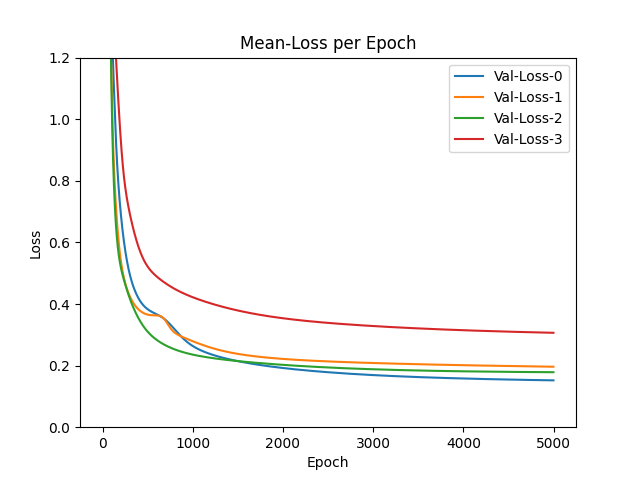 Mean-Loss per Epoch
Loss
1.2
1.0
0.8
0.6
0.4
0.2
0.0
Val-Loss-0
Val-Loss-1
Val-Loss-2
Val-Loss-3
0 1000 2000 3000 4000 5000
Epoch